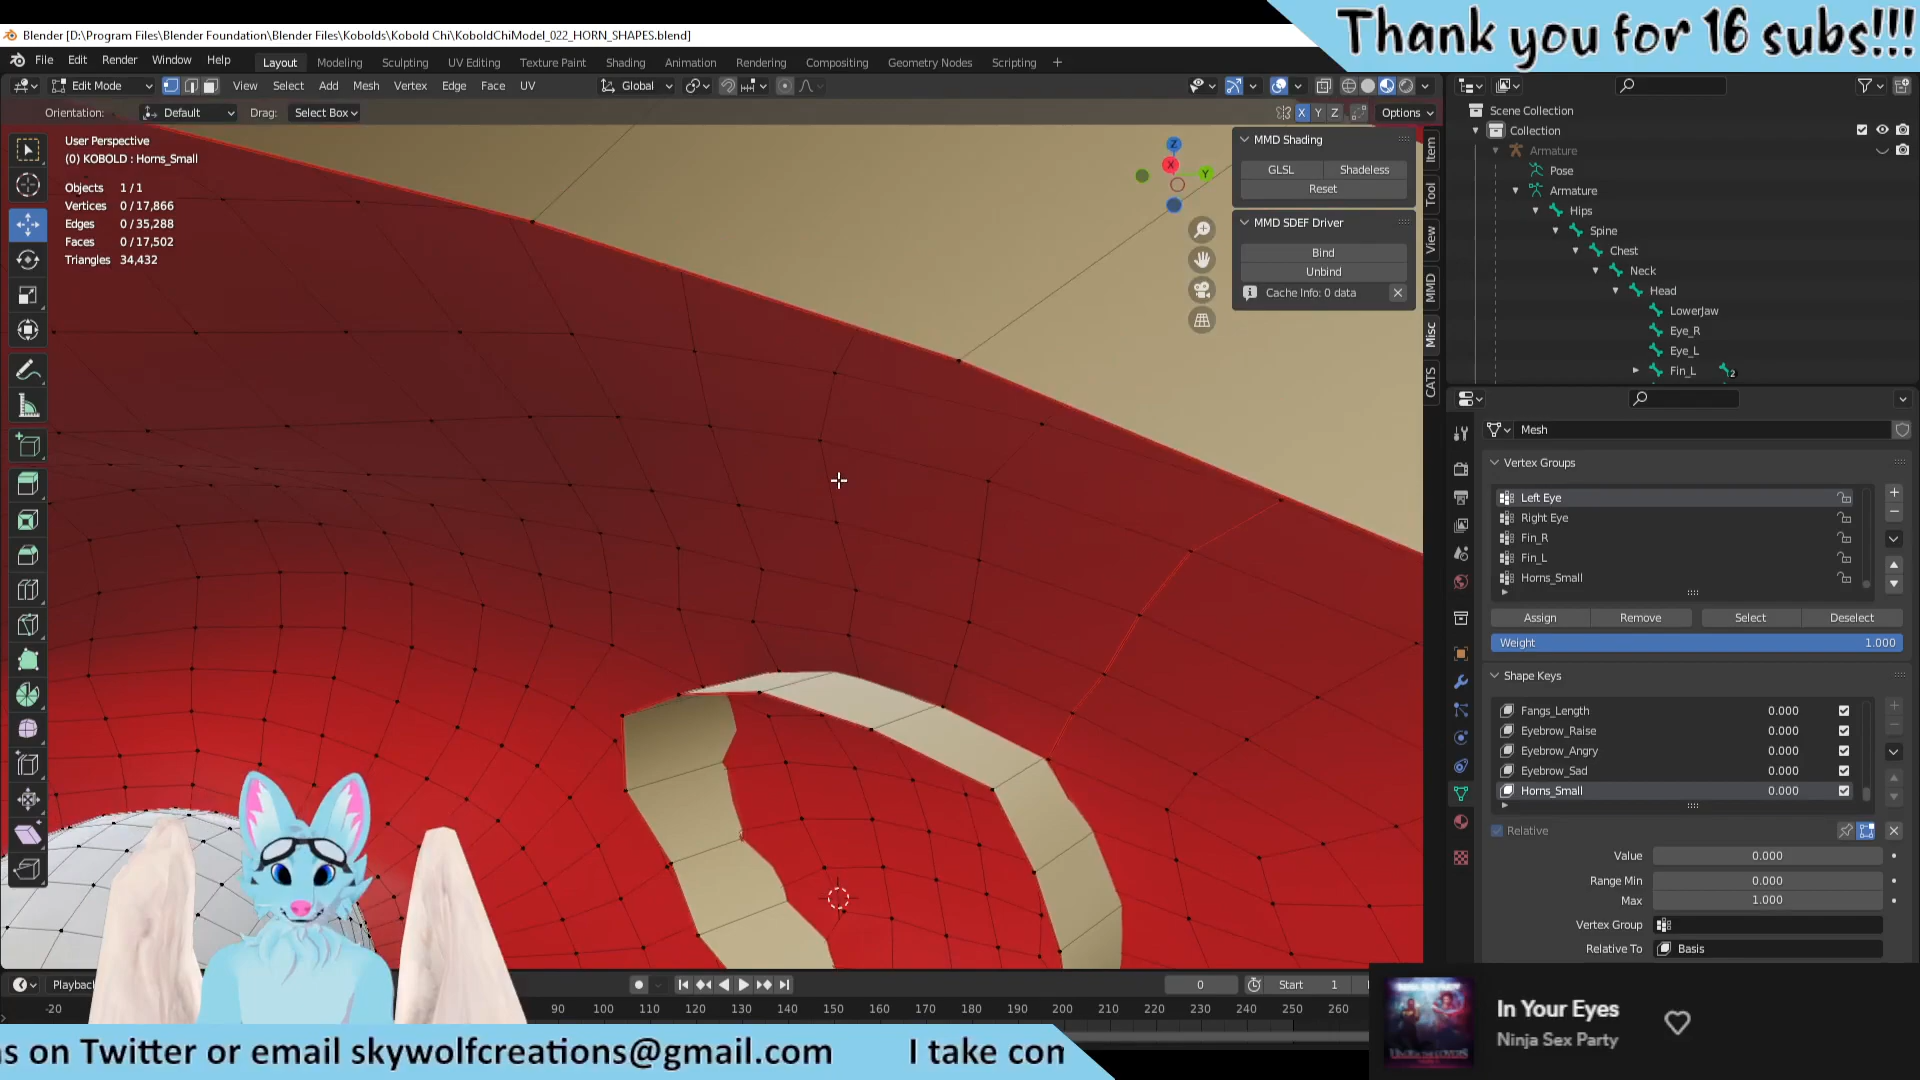 Thank you for 16 subs!!!
Blender [D:\Program Files\Blender Foundation\Blender Files\Kobolds\Kobold Chi\KoboldChiModel_022_HORN_SHAPES.blend]
File Edit Render Window Help Layout Modeling Sculpting UV Editing Texture Paint Shading Animation Rendering Compositing Geometry Nodes Scripting +
Edit Mode View Select Add Mesh Vertex Edge Face UV Global
Orientation: Default Drag: Select Box X Y Z Options
User Perspective
(0) KOBOLD : Horns_Small
Objects 1/1
Vertices 0 / 17,866
Edges 0 / 35,288
Faces 0 / 17,502
Triangles 34,432
Z
X
Y
MMD Shading
GLSL Shadeless
Reset
MMD SDEF Driver
Bind
Unbind
Cache Info: 0 data
Item
Tool
View
MMD
Misc
CATS
Scene Collection
Collection
Armature
Pose
Armature
Hips
Spine
Chest
Neck
Head
LowerJaw
Eye_R
Eye_L
Fin_L 2
Mesh
Vertex Groups
Left Eye
Right Eye
Fin_R
Fin_L
Horns_Small
Assign Remove Select Deselect
Weight 1.000
Shape Keys
Fangs_Length 0.000
Eyebrow_Raise 0.000
Eyebrow_Angry 0.000
Eyebrow_Sad 0.000
Horns_Small 0.000
Relative
Value 0.000
Range Min 0.000
Max 1.000
Vertex Group
Relative To Basis
Playback 0 Start 1
-20 90 100 110 120 130 140 150 160 170 180 190 200 210 220 230 240 250 260
In Your Eyes
Ninja Sex Party
s on Twitter or email skywolfcreations@gmail.com I take con